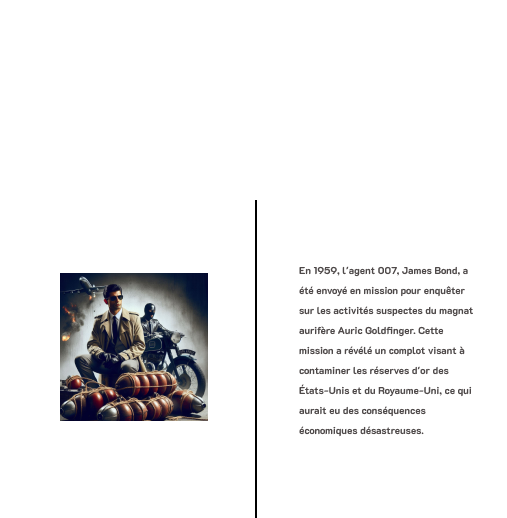 En 1959, l'agent 007, James Bond, a
été envoyé en mission pour enquêter
sur les activités suspectes du magnat
aurifère Auric Goldfinger. Cette
mission a révélé un complot visant à
contaminer les réserves d'or des
États-Unis et du Royaume-Uni, ce qui
aurait eu des conséquences
économiques désastreuses.